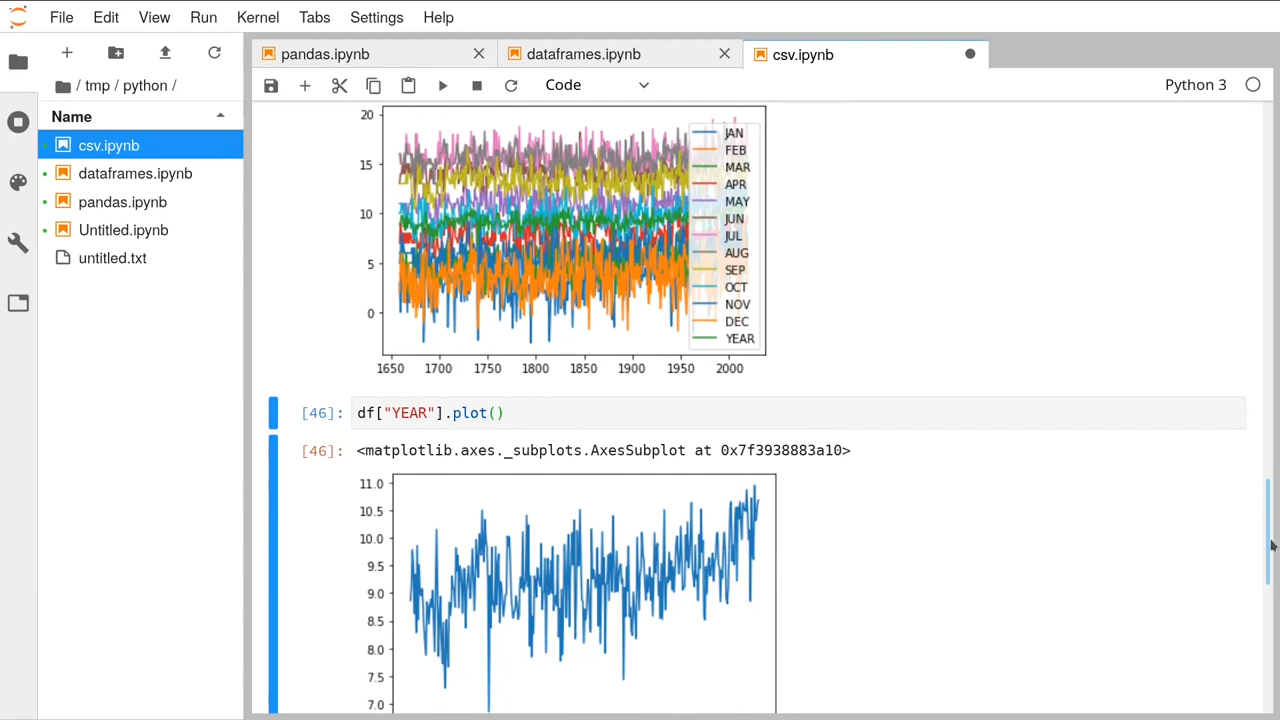 File Edit View Run Kernel Tabs Settings Help
/ tmp / python /
Name
csv.ipynb
dataframes.ipynb
pandas.ipynb
Untitled.ipynb
untitled.txt
pandas.ipynb
dataframes.ipynb
csv.ipynb
Code
Python 3
20
15
10
5
0
1650 1700 1750 1800 1850 1900 1950 2000
JAN
FEB
MAR
APR
MAY
JUN
JUL
AUG
SEP
OCT
NOV
DEC
YEAR
[46]: df["YEAR"].plot()
[46]: <matplotlib.axes._subplots.AxesSubplot at 0x7f3938883a10>
11.0
10.5
10.0
9.5
9.0
8.5
8.0
7.5
7.0